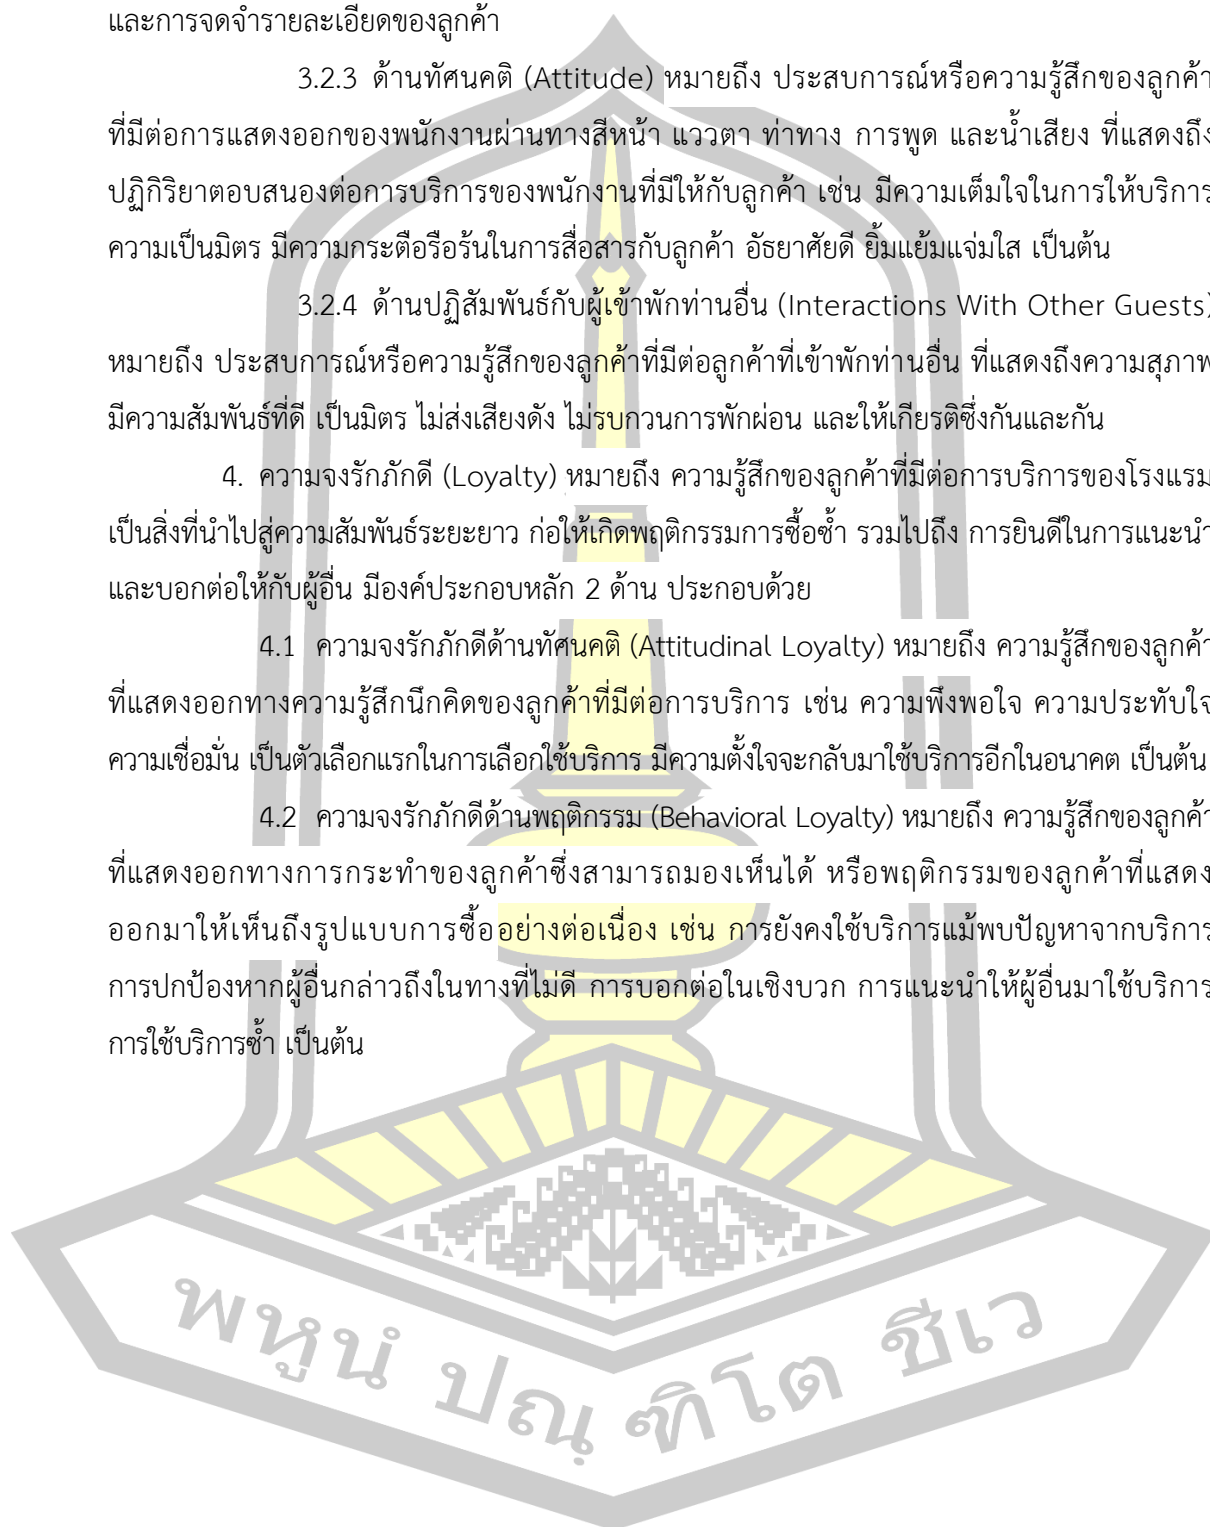 และการจดจำรายละเอียดของลูกค้า
3.2.3 ด้านทัศนคติ (Attitude) หมายถึง ประสบการณ์หรือความรู้สึกของลูกค้า
ที่มีต่อการแสดงออกของพนักงานผ่านทางสีหน้า แววตา ท่าทาง การพูด และน้ำเสียง ที่แสดงถึง
ปฏิกิริยาตอบสนองต่อการบริการของพนักงานที่มีให้กับลูกค้า เช่น มีความเต็มใจในการให้บริการ
ความเป็นมิตร มีความกระตือรือร้นในการสื่อสารกับลูกค้า อัธยาศัยดี ยิ้มแย้มแจ่มใส เป็นต้น
3.2.4 ด้านปฏิสัมพันธ์กับผู้เข้าพักท่านอื่น (Interactions With Other Guests)
หมายถึง ประสบการณ์หรือความรู้สึกของลูกค้าที่มีต่อลูกค้าที่เข้าพักท่านอื่น ที่แสดงถึงความสุภาพ
มีความสัมพันธ์ที่ดี เป็นมิตร ไม่ส่งเสียงดัง ไม่รบกวนการพักผ่อน และให้เกียรติซึ่งกันและกัน
4. ความจงรักภักดี (Loyalty) หมายถึง ความรู้สึกของลูกค้าที่มีต่อการบริการของโรงแรม
เป็นสิ่งที่นำไปสู่ความสัมพันธ์ระยะยาว ก่อให้เกิดพฤติกรรมการซื้อซ้ำ รวมไปถึง การยินดีในการแนะนำ
และบอกต่อให้กับผู้อื่น มีองค์ประกอบหลัก 2 ด้าน ประกอบด้วย
4.1 ความจงรักภักดีด้านทัศนคติ (Attitudinal Loyalty) หมายถึง ความรู้สึกของลูกค้า
ที่แสดงออกทางความรู้สึกนึกคิดของลูกค้าที่มีต่อการบริการ เช่น ความพึงพอใจ ความประทับใจ
ความเชื่อมั่น เป็นตัวเลือกแรกในการเลือกใช้บริการ มีความตั้งใจจะกลับมาใช้บริการอีกในอนาคต เป็นต้น
4.2 ความจงรักภักดีด้านพฤติกรรม (Behavioral Loyalty) หมายถึง ความรู้สึกของลูกค้า
ที่แสดงออกทางการกระทำของลูกค้าซึ่งสามารถมองเห็นได้ หรือพฤติกรรมของลูกค้าที่แสดง
ออกมาให้เห็นถึงรูปแบบการซื้ออย่างต่อเนื่อง เช่น การยังคงใช้บริการแม้พบปัญหาจากบริการ
การปกป้องหากผู้อื่นกล่าวถึงในทางที่ไม่ดี การบอกต่อในเชิงบวก การแนะนำให้ผู้อื่นมาใช้บริการ
การใช้บริการซ้ำ เป็นต้น
พหูนํ ปณฺฑิโต ชีเว